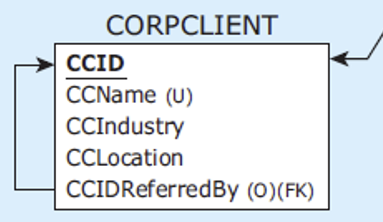 CORPCLIENT
CCID
CCName (U)
CCIndustry
CCLocation
CCIDReferredBy (O)(FK)